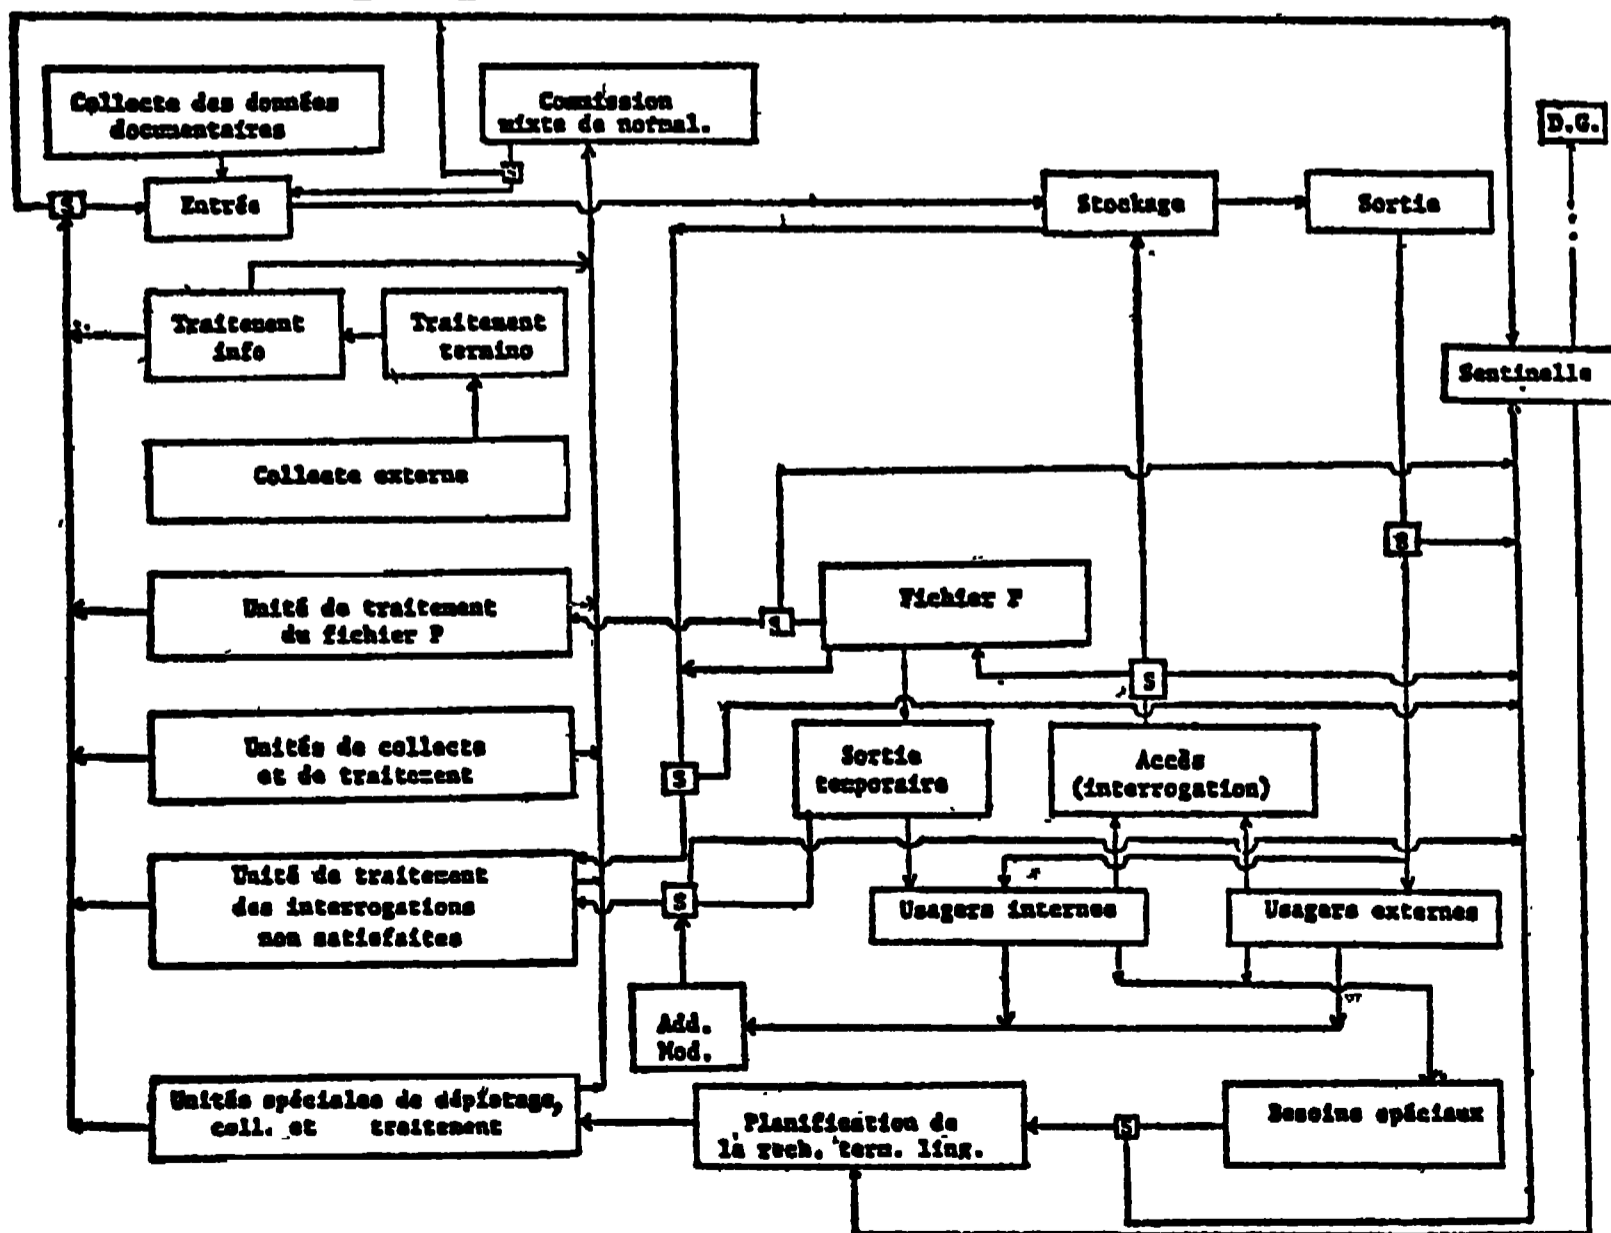 Collecte des données
documentaires
Commission
mixte de normal.
D.G.
S
S
Entrée
Stockage
Sortie
Traitement
info
Traitement
termino
Sentinelle
Collecte externe
S
Unité de traitement
du fichier P
S
Fichier P
S
Unités de collecte
et de traitement
S
Sortie
temporaire
Accès
(interrogation)
Unité de traitement
des interrogations
non satisfaites
S
Usagers internes
Usagers externes
Add.
Mod.
Unités spéciales de dépistage,
coll. et traitement
Planification de
la rech. term. ling.
S
Besoins spéciaux